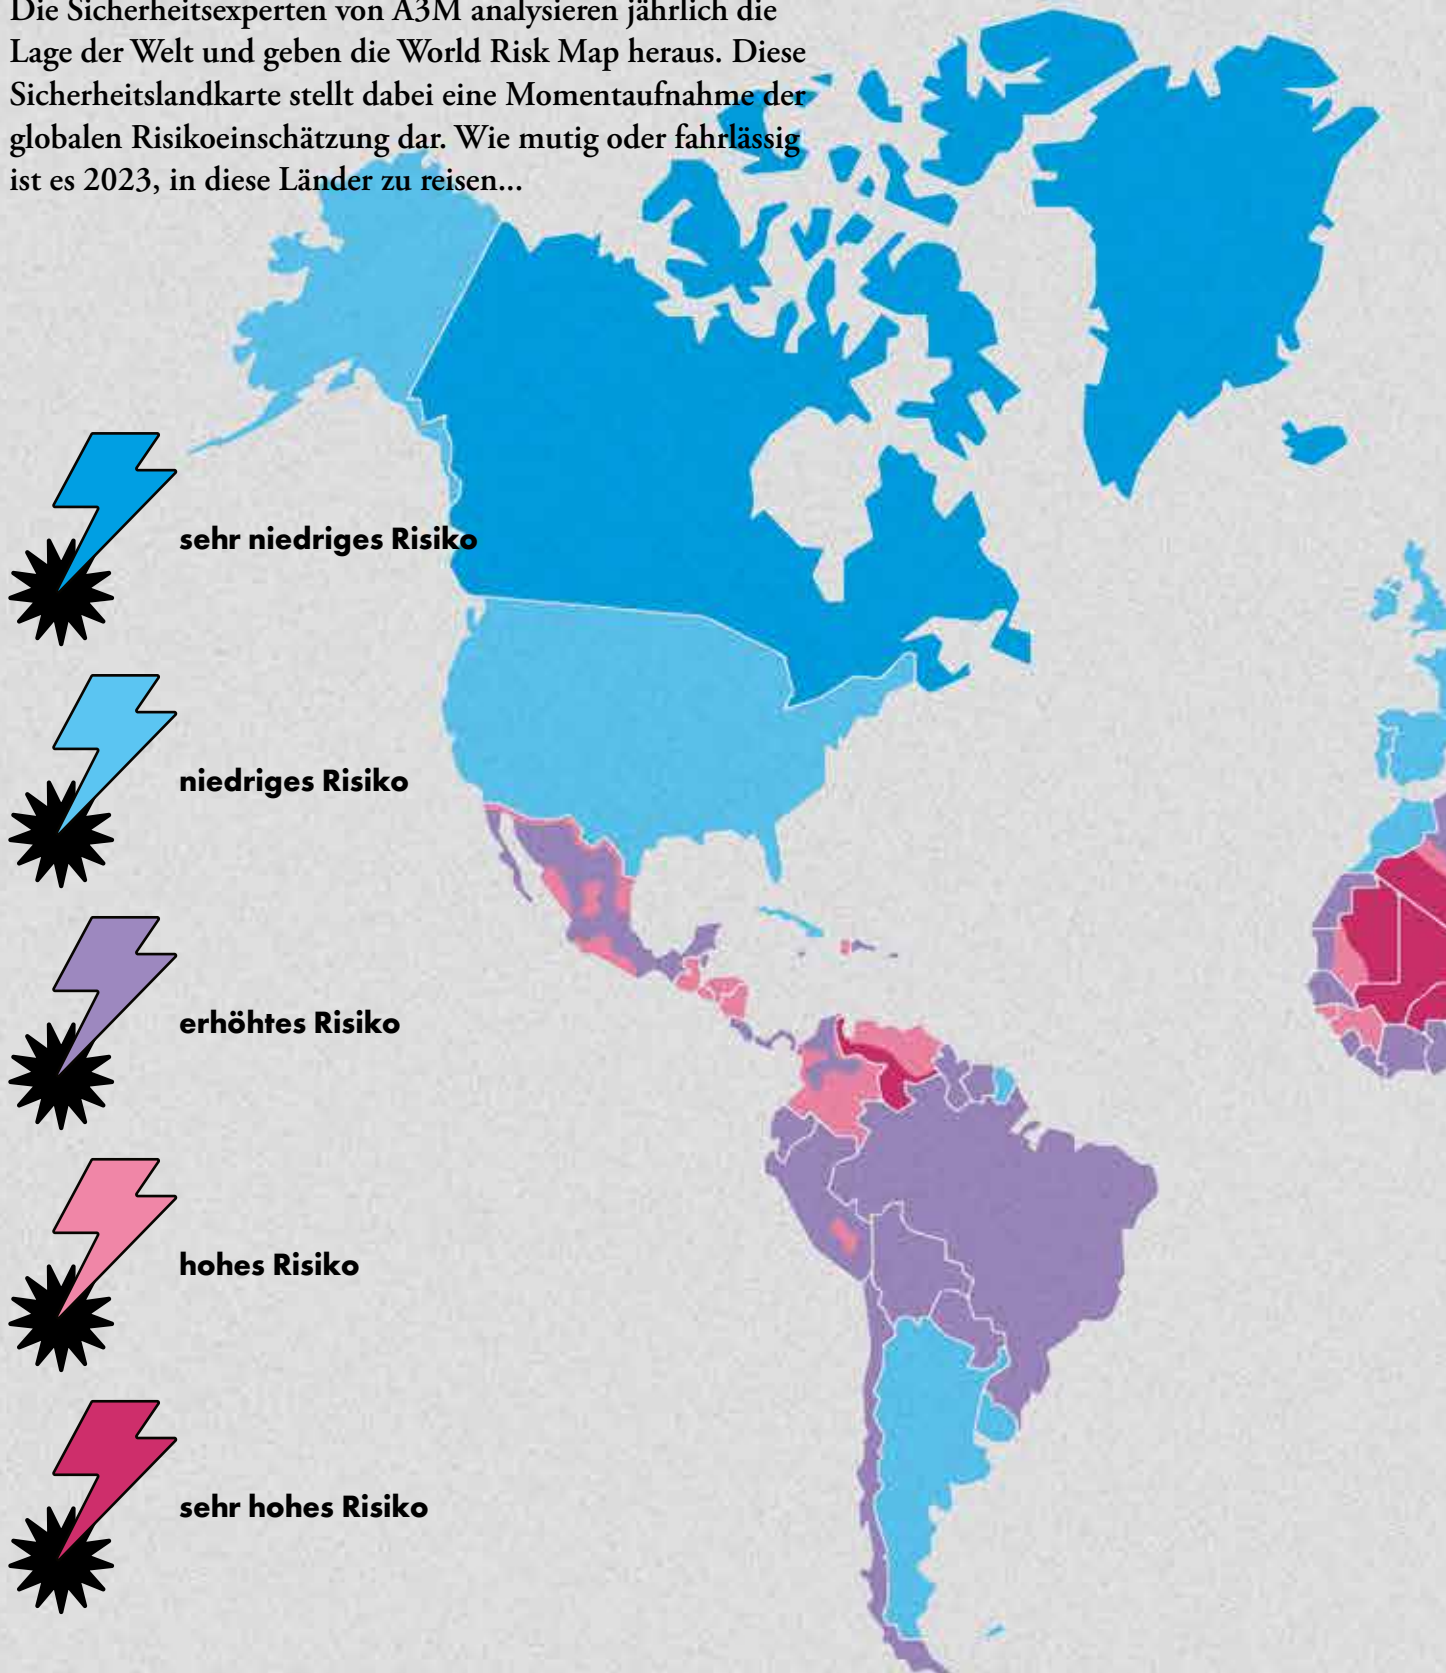 Die Sicherheitsexperten von A3M analysieren jährlich die
Lage der Welt und geben die World Risk Map heraus. Diese
Sicherheitslandkarte stellt dabei eine Momentaufnahme der
globalen Risikoeinschätzung dar. Wie mutig oder fahrlässig
ist es 2023, in diese Länder zu reisen...
sehr niedriges Risiko
niedriges Risiko
erhöhtes Risiko
hohes Risiko
sehr hohes Risiko